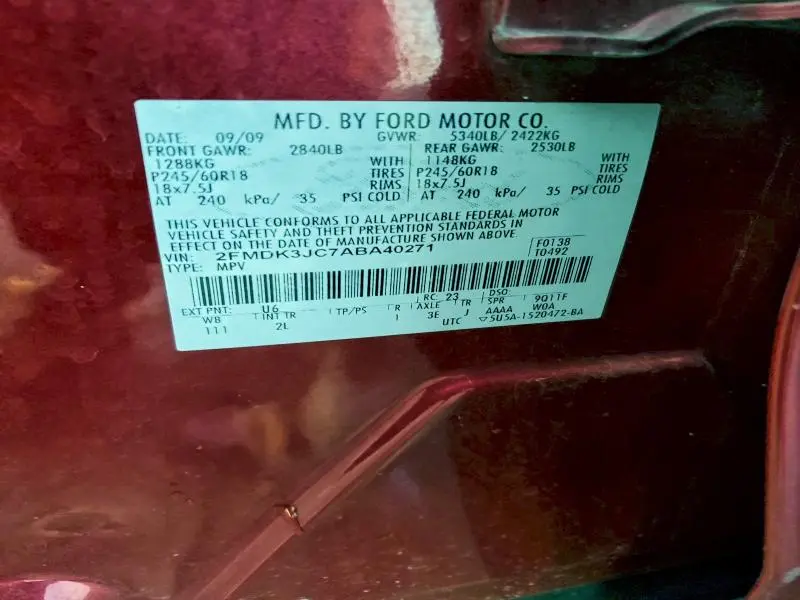 MFD. BY FORD MOTOR CO.
DATE: 09/09 GVWR: 5340LB/ 2422KG
FRONT GAWR: 2840LB REAR GAWR: 2530LB
1288KG WITH 1148KG WITH
P245/60R18 TIRES P245/60R18 TIRES
18x7.5J RIMS 18x7.5J RIMS
AT 240 kPa/ 35 PSI COLD AT 240 kPa/ 35 PSI COLD
THIS VEHICLE CONFORMS TO ALL APPLICABLE FEDERAL MOTOR
VEHICLE SAFETY AND THEFT PREVENTION STANDARDS IN
EFFECT ON THE DATE OF MANUFACTURE SHOWN ABOVE.
VIN: 2FMDK3JC7ABA40271 F0138
TYPE: MPV T0492
EXT PNT: U6 RC: 23 DSO: 9Q11F
WB INT TR TP/PS R AXLE TR SPR W0A
111 2L I 3E J AAAA
UTC ▽5U5A-1520472-BA